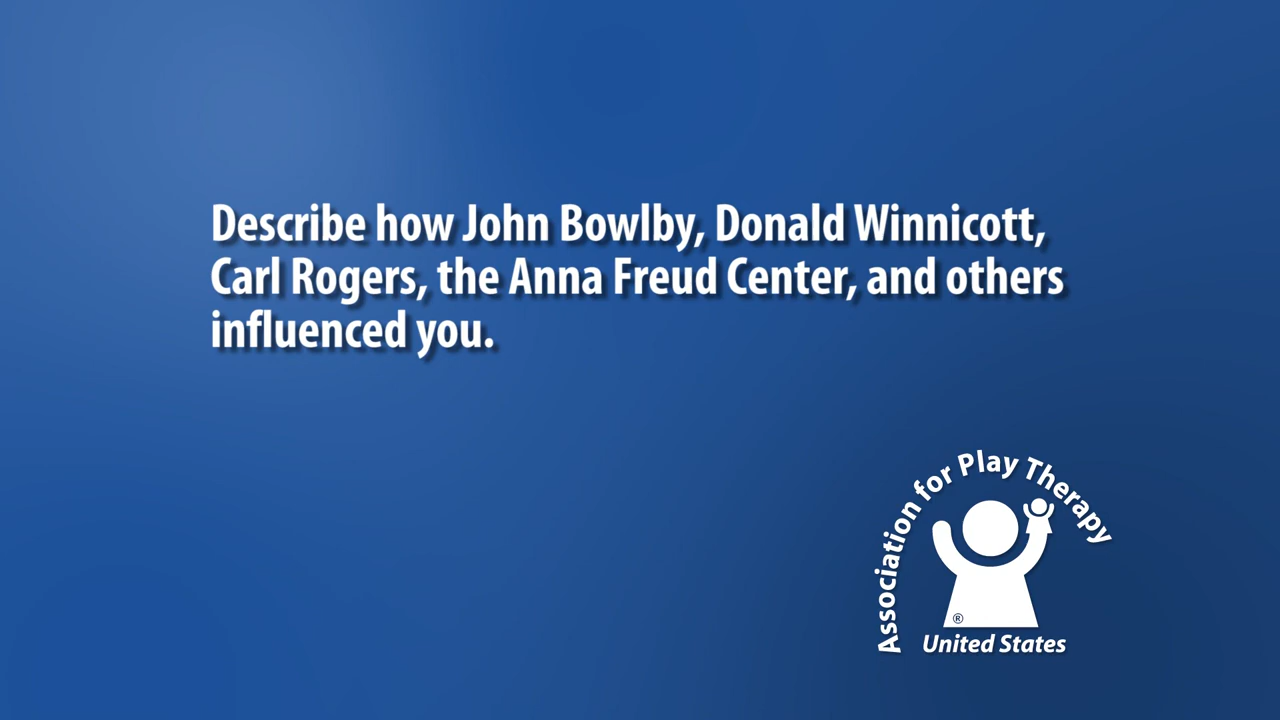 Describe how John Bowlby, Donald Winnicott,
Carl Rogers, the Anna Freud Center, and others
influenced you.
Association for Play Therapy
®
United States